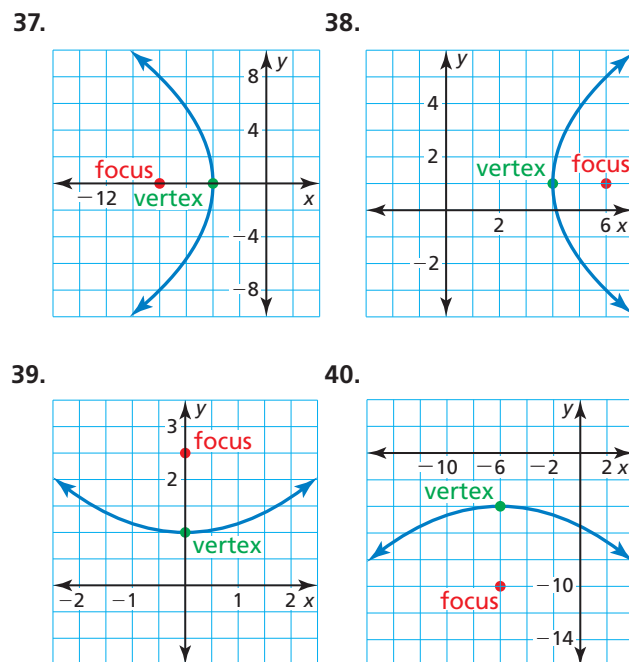 37.
y
8
4
focus
−12
vertex
x
−4
−8
38.
y
4
2
vertex
focus
2
6 x
−2
39.
y
3
focus
2
vertex
−2
−1
1
2 x
40.
y
−10
−6
−2
2 x
vertex
focus
−10
−14